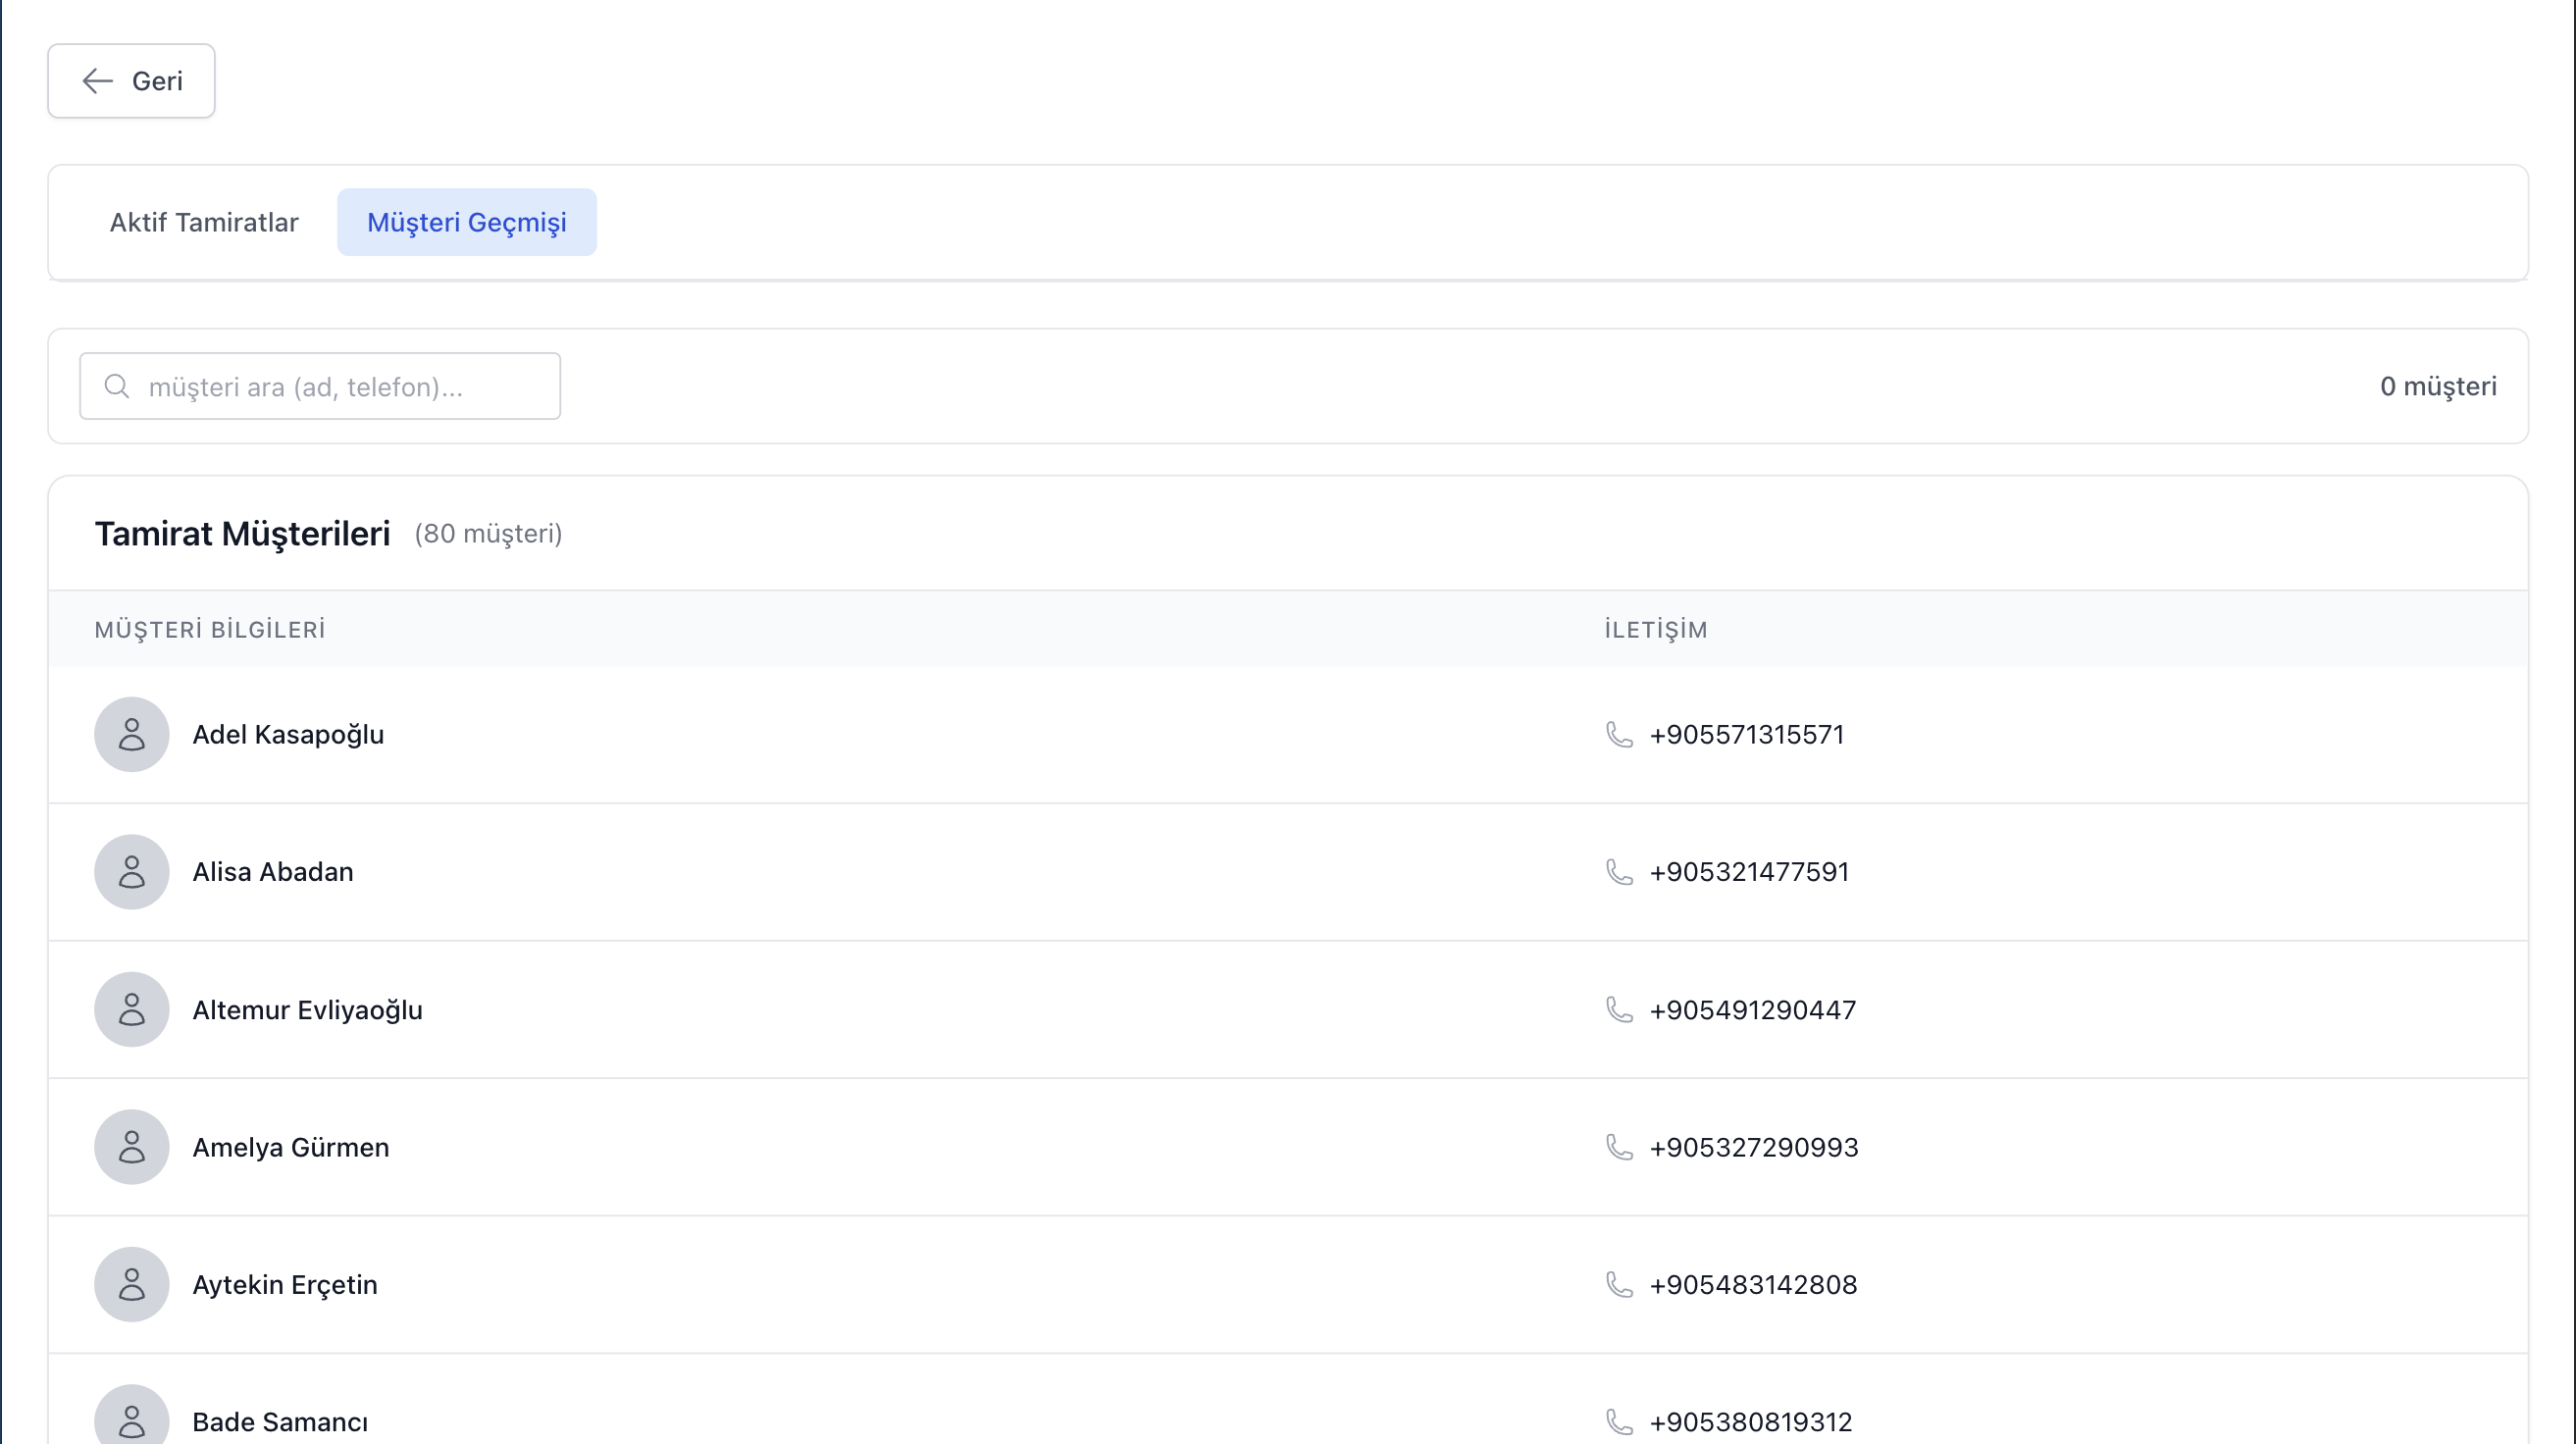 Geri
Aktif Tamiratlar Müşteri Geçmişi
müşteri ara (ad, telefon)... 0 müşteri
Tamirat Müşterileri (80 müşteri)
MÜŞTERİ BİLGİLERİ İLETİŞİM
Adel Kasapoğlu +905571315571
Alisa Abadan +905321477591
Altemur Evliyaoğlu +905491290447
Amelya Gürmen +905327290993
Aytekin Erçetin +905483142808
Bade Samancı +905380819312